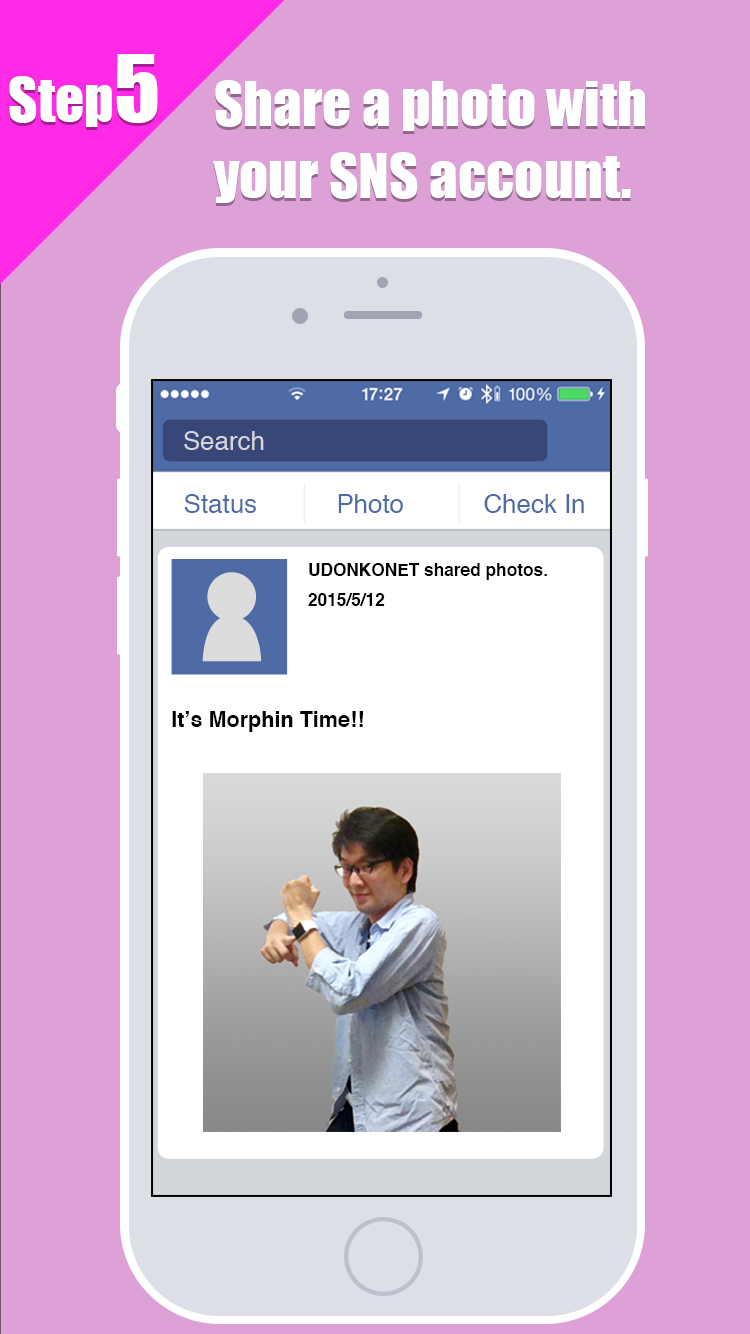 Step5
Share a photo with
your SNS account.
17:27
100%
Search
Status
Photo
Check In
UDONKONET shared photos.
2015/5/12
It’s Morphin Time!!